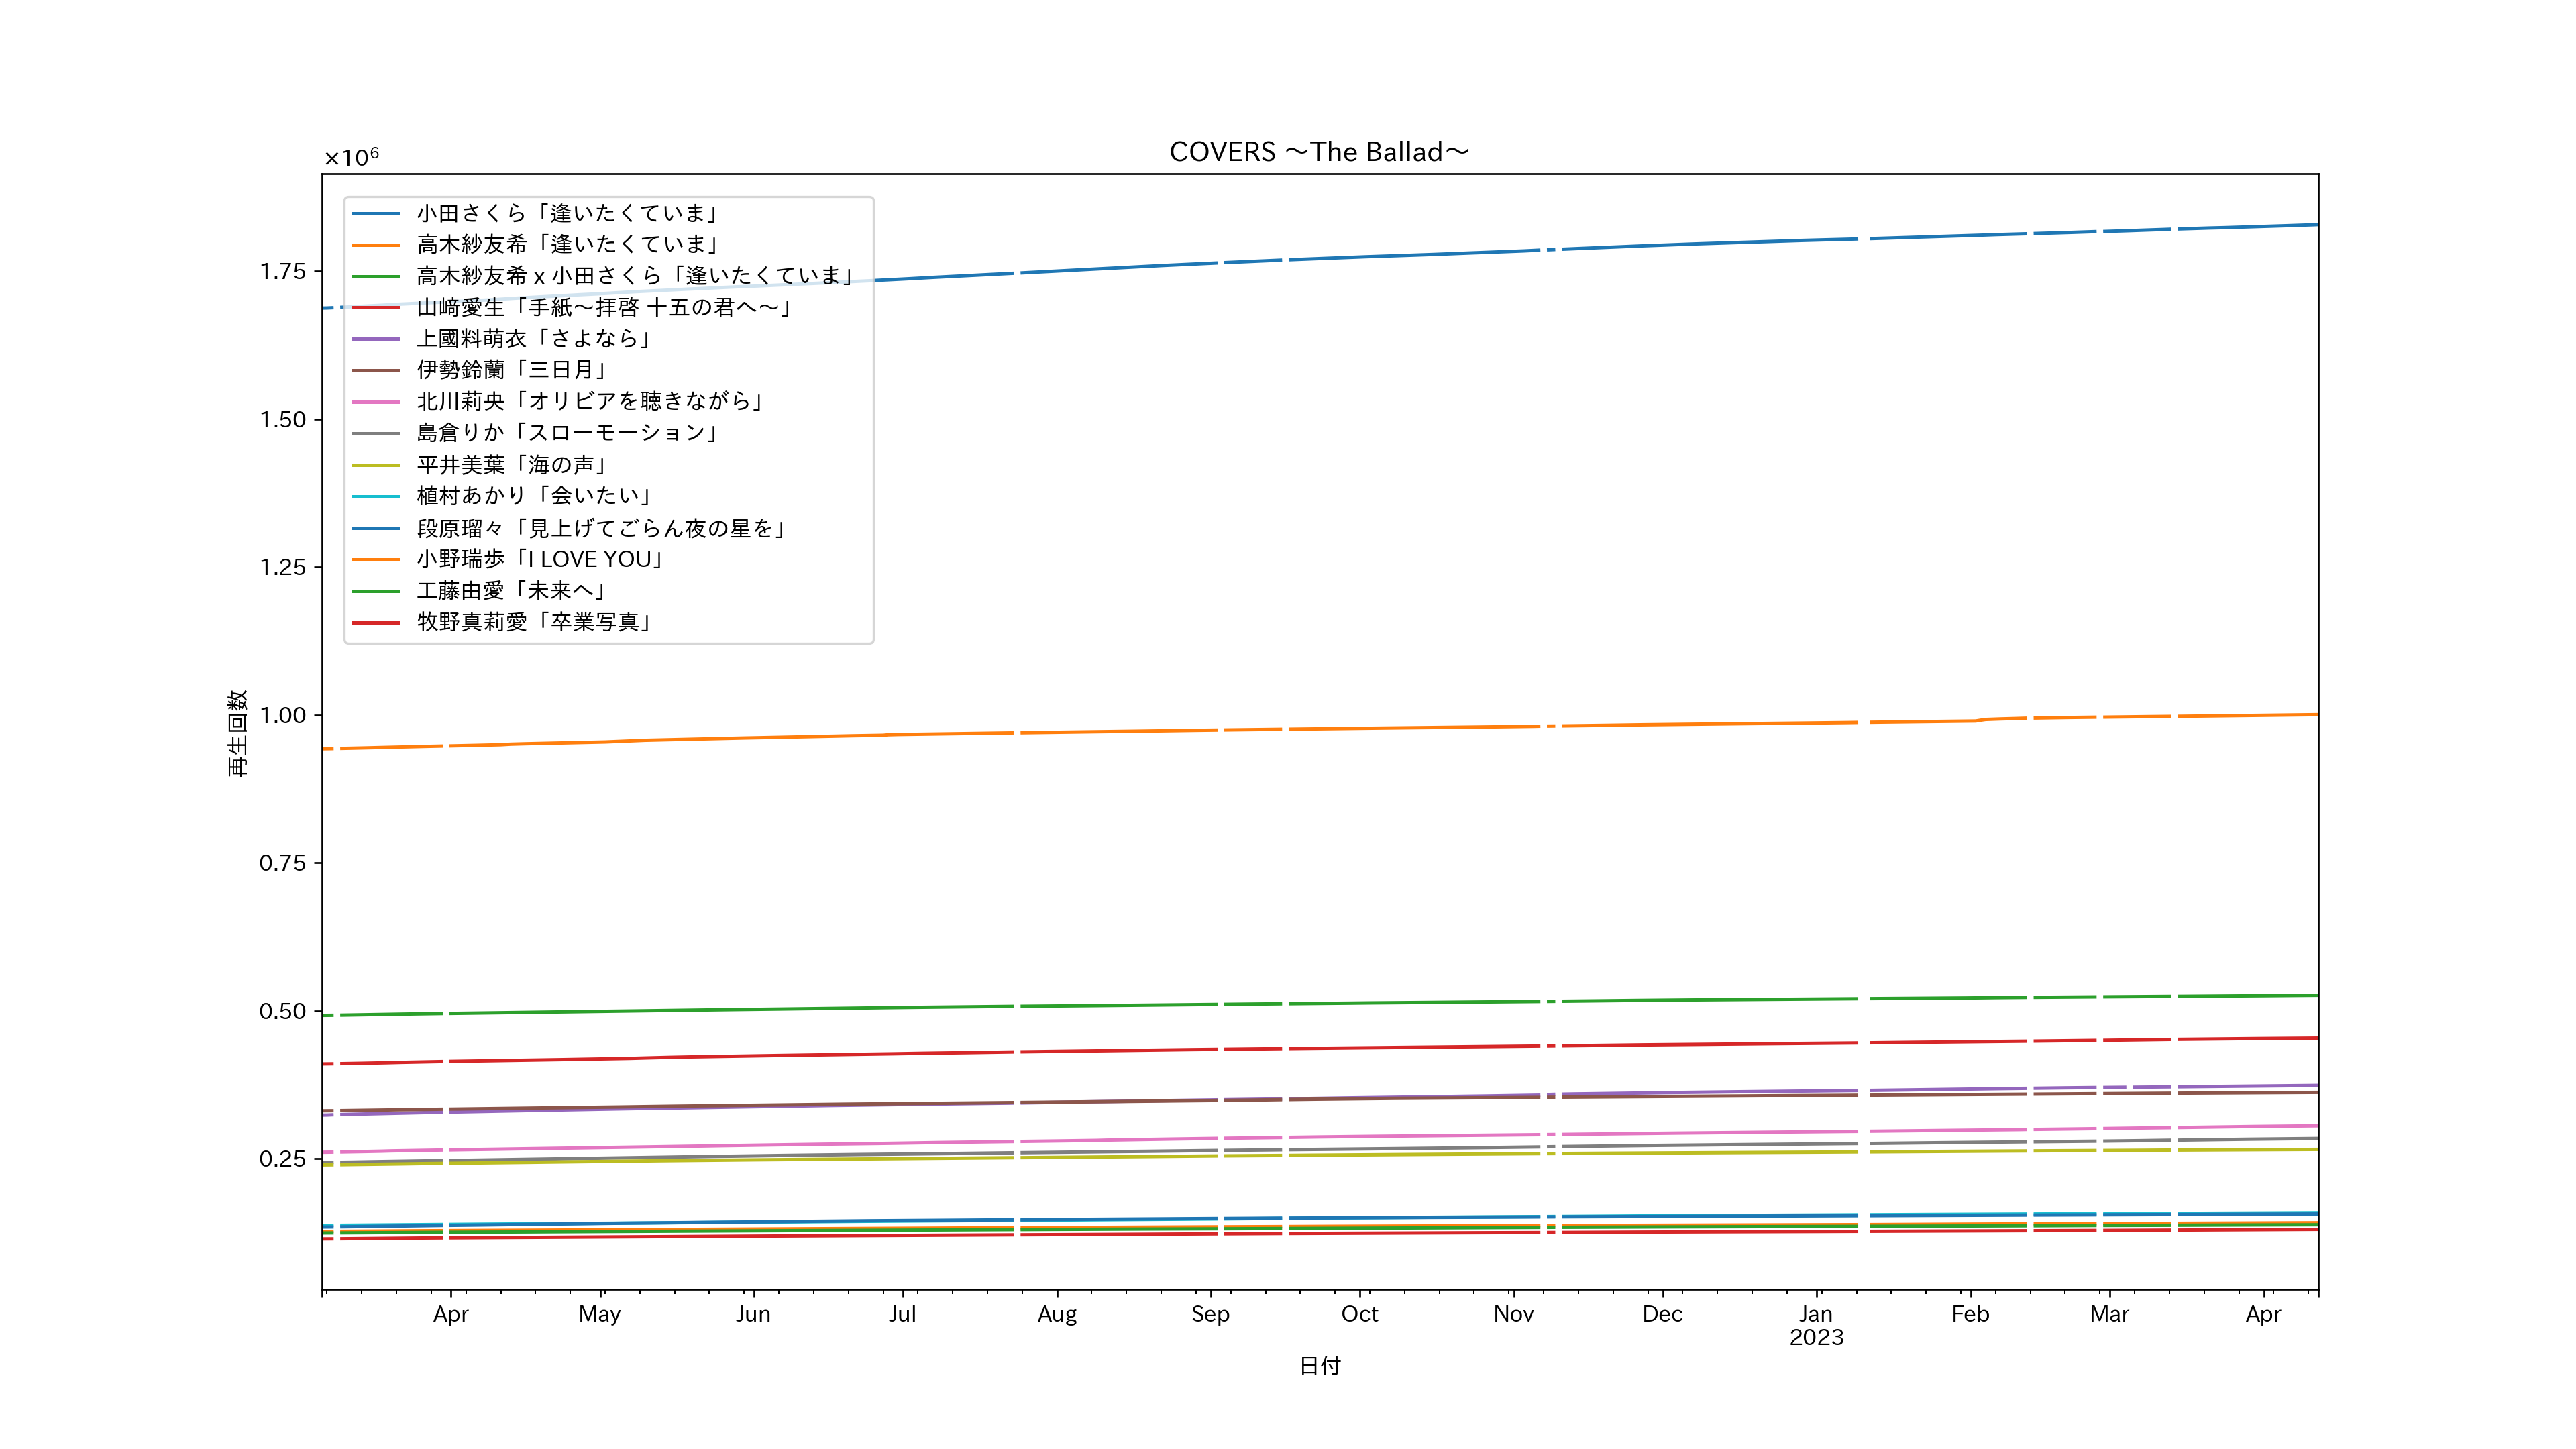 COVERS ～The Ballad～
×10⁶
小田さくら「逢いたくていま」
高木紗友希「逢いたくていま」
高木紗友希 x 小田さくら「逢いたくていま」
山﨑愛生「手紙～拝啓 十五の君へ～」
上國料萌衣「さよなら」
伊勢鈴蘭「三日月」
北川莉央「オリビアを聴きながら」
島倉りか「スローモーション」
平井美葉「海の声」
植村あかり「会いたい」
段原瑠々「見上げてごらん夜の星を」
小野瑞歩「I LOVE YOU」
工藤由愛「未来へ」
牧野真莉愛「卒業写真」
1.75
1.50
1.25
1.00
0.75
0.50
0.25
再生回数
Apr May Jun Jul Aug Sep Oct Nov Dec Jan Feb Mar Apr
2023
日付